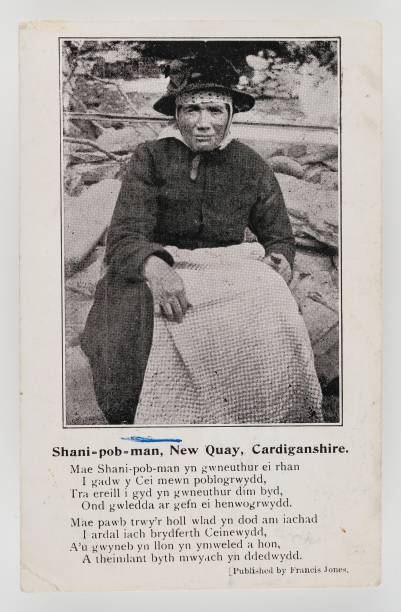 Shani-pob-man, New Quay, Cardiganshire.
Mae Shani-pob-man yn gwneuthur ei rhan
I gadw y Cei mewn poblogrwydd,
Tra ereill i gyd yn gwneuthur dim byd,
Ond gwledda ar gefn ei henwogrwydd.
Mae pawb trwy'r holl wlad yn dod am iachad
I ardal iach brydferth Ceinewydd,
A'u gwyneb yn llon yn ymweled a hon,
A theimlant byth mwyach yn ddedwydd.
[Published by Francis Jones.